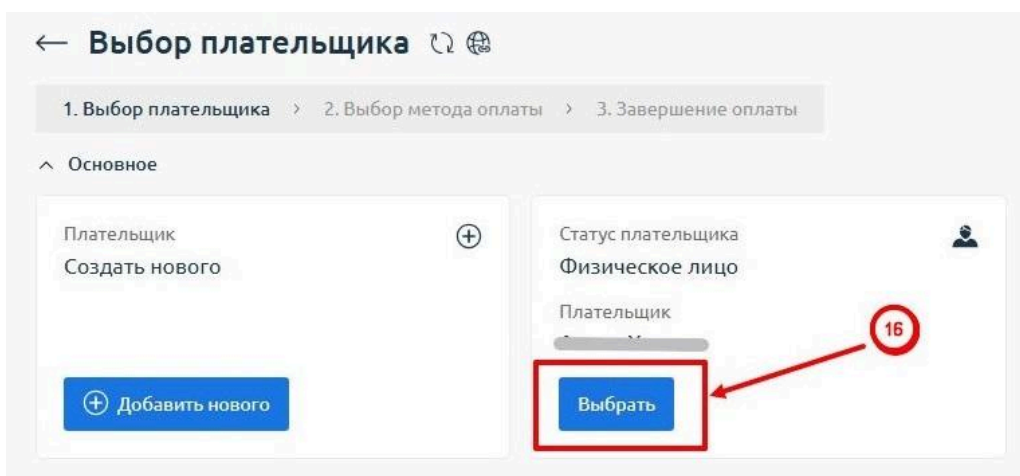 Выбор плательщика
1. Выбор плательщика > 2. Выбор метода оплаты > 3. Завершение оплаты
Основное
Плательщик
Создать нового
Добавить нового
Статус плательщика
Физическое лицо
Плательщик
16
Выбрать